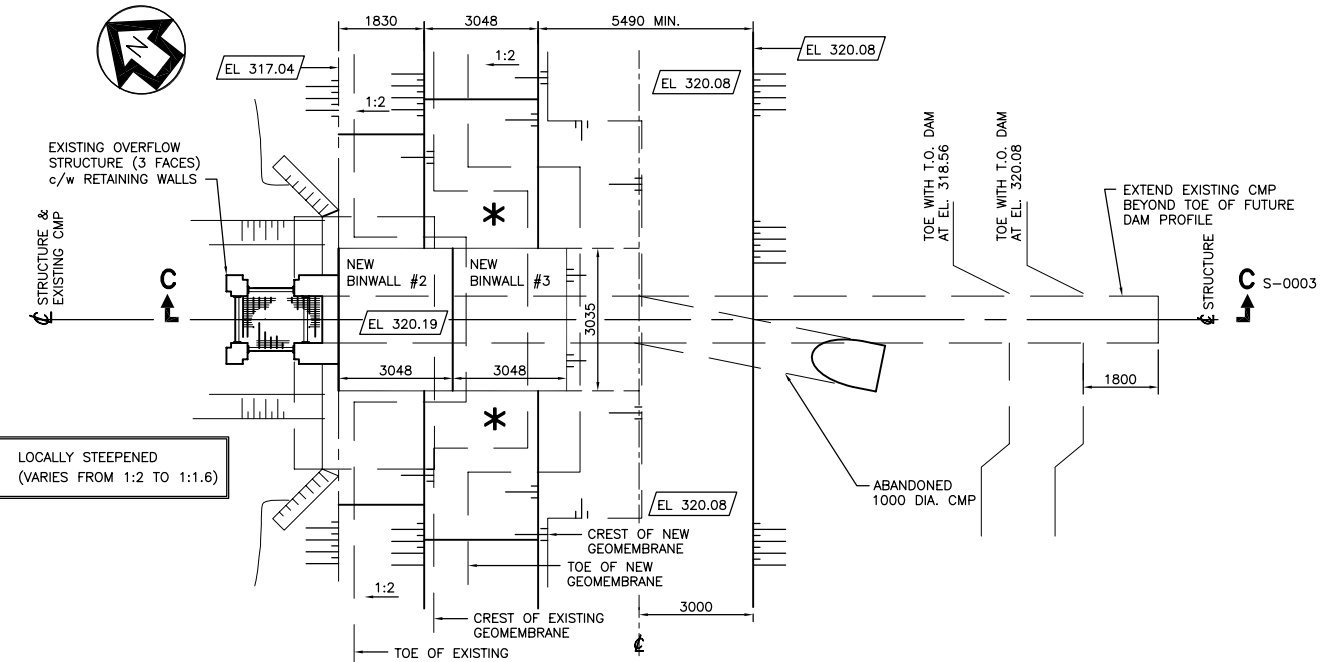 1830
3048
5490 MIN.
N
EL 317.04
1:2
EL 320.08
EL 320.08
1:2
EXISTING OVERFLOW
STRUCTURE (3 FACES)
c/w RETAINING WALLS
TOE WITH T.O. DAM
AT EL. 318.56
TOE WITH T.O. DAM
AT EL. 320.08
EXTEND EXISTING CMP
BEYOND TOE OF FUTURE
DAM PROFILE
℄ STRUCTURE &
EXISTING CMP
C
*
NEW
BINWALL #2
NEW
BINWALL #3
3035
℄ STRUCTURE
C S-0003
EL 320.19
3048
3048
1800
*
LOCALLY STEEPENED
(VARIES FROM 1:2 TO 1:1.6)
ABANDONED
1000 DIA. CMP
EL 320.08
CREST OF NEW
GEOMEMBRANE
TOE OF NEW
GEOMEMBRANE
1:2
3000
CREST OF EXISTING
GEOMEMBRANE
℄
TOE OF EXISTING